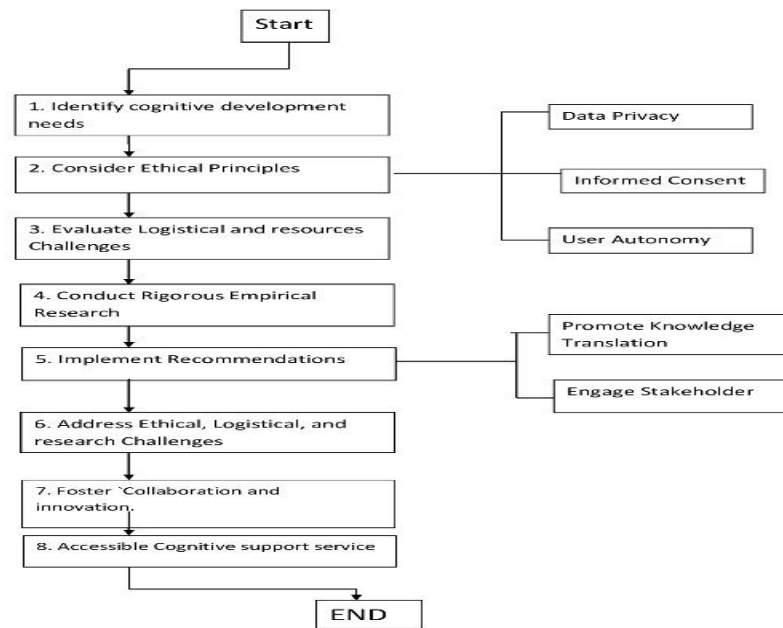 Start
1. Identify cognitive development
needs
Data Privacy
2. Consider Ethical Principles
Informed Consent
3. Evaluate Logistical and resources
Challenges
User Autonomy
4. Conduct Rigorous Empirical
Research
Promote Knowledge
Translation
5. Implement Recommendations
Engage Stakeholder
6. Address Ethical, Logistical, and
research Challenges
7. Foster `Collaboration and
innovation.
8. Accessible Cognitive support service
END